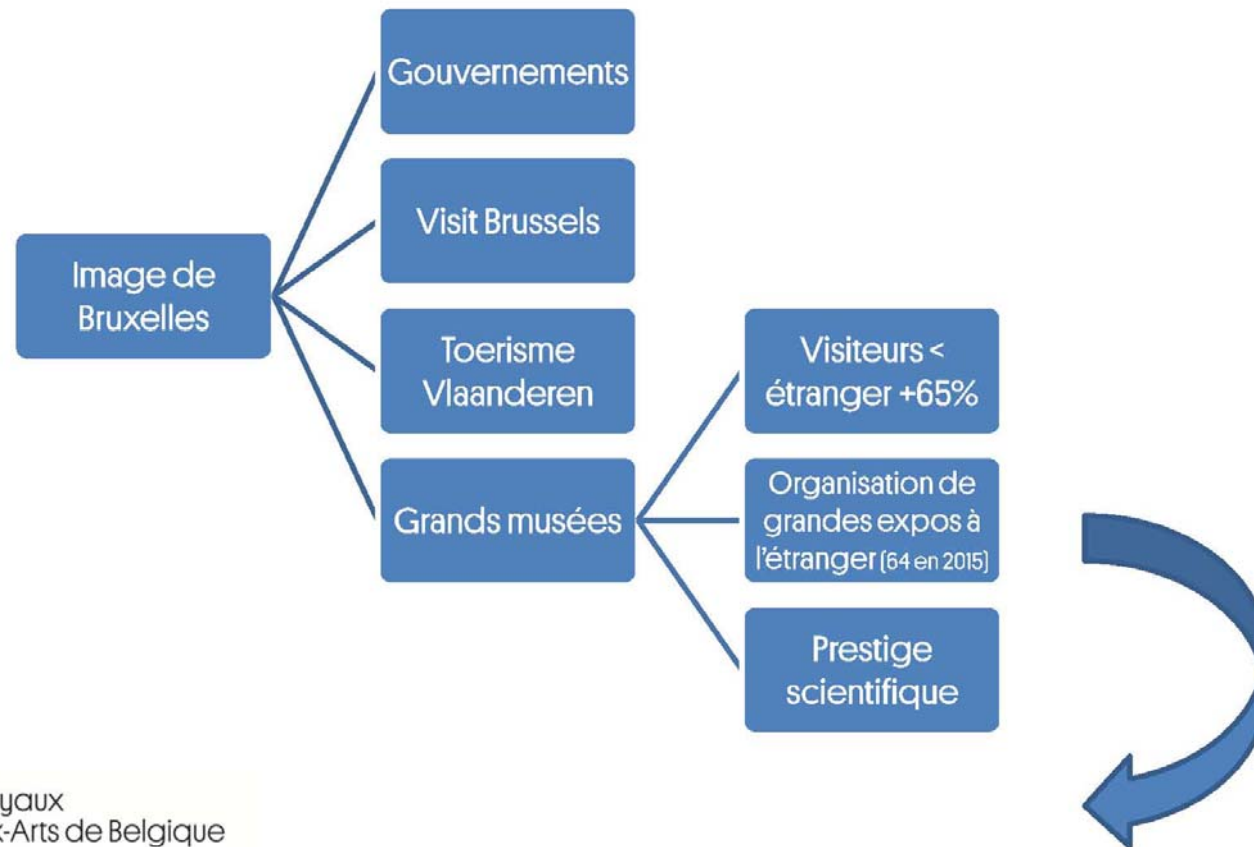 Gouvernements
Visit Brussels
Image de
Bruxelles
Toerisme
Vlaanderen
Grands musées
Visiteurs <
étranger +65%
Organisation de
grandes expos à
l'étranger (64 en 2015)
Prestige
scientifique
-Arts de Belgique